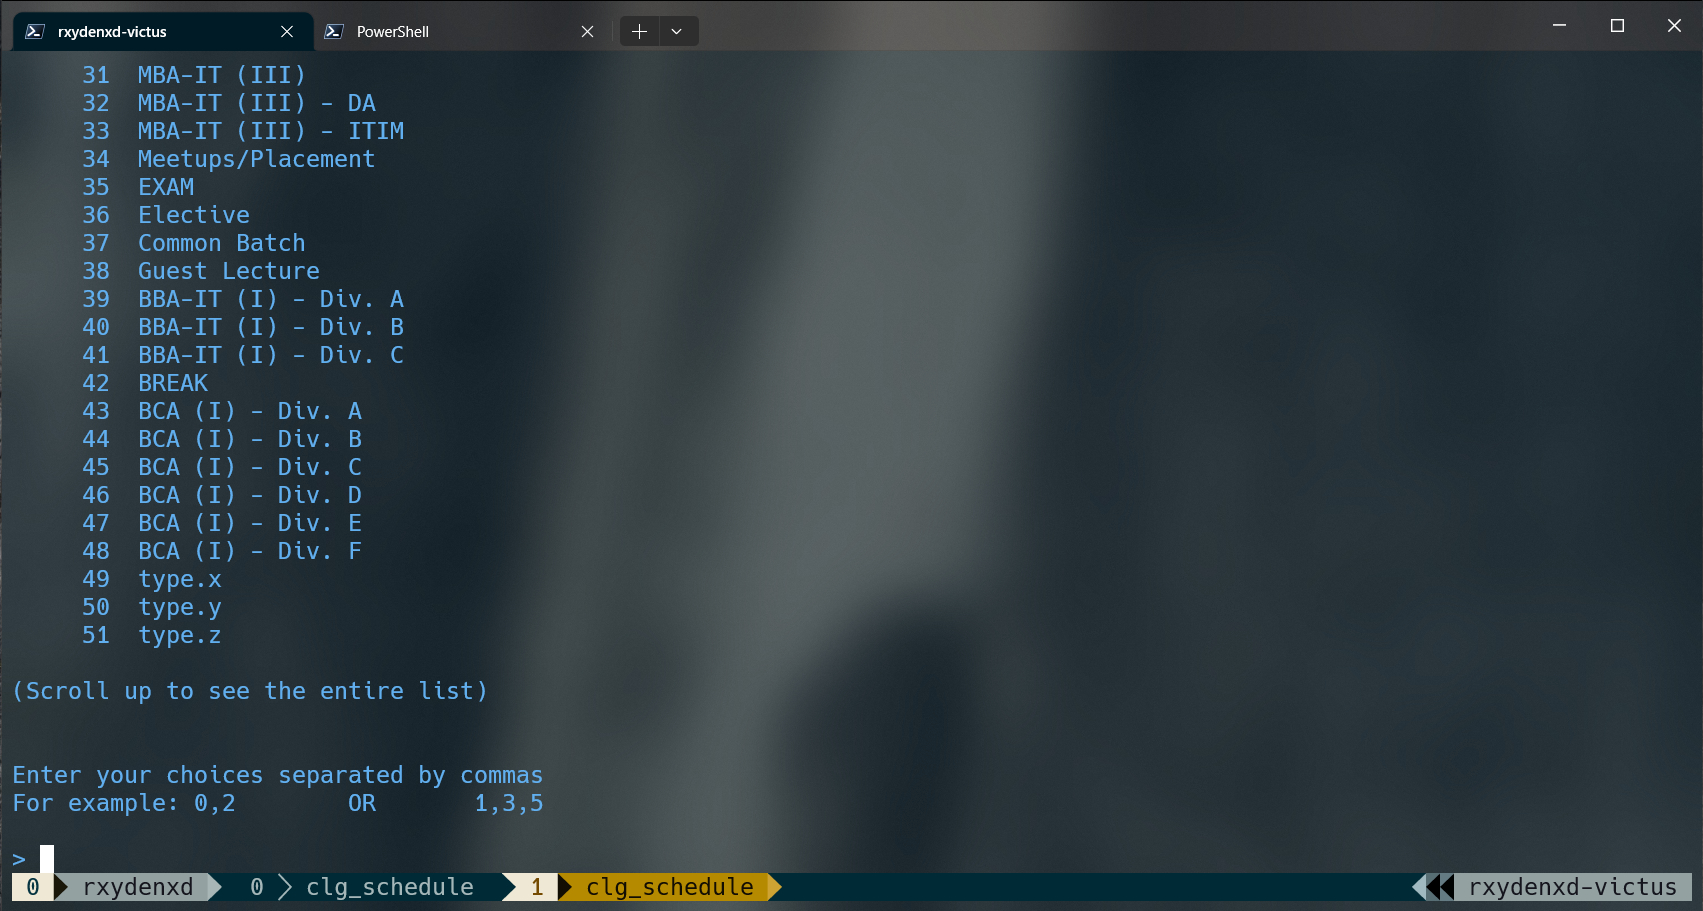 rxydenxd-victus PowerShell
31 MBA-IT (III)
32 MBA-IT (III) - DA
33 MBA-IT (III) - ITIM
34 Meetups/Placement
35 EXAM
36 Elective
37 Common Batch
38 Guest Lecture
39 BBA-IT (I) - Div. A
40 BBA-IT (I) - Div. B
41 BBA-IT (I) - Div. C
42 BREAK
43 BCA (I) - Div. A
44 BCA (I) - Div. B
45 BCA (I) - Div. C
46 BCA (I) - Div. D
47 BCA (I) - Div. E
48 BCA (I) - Div. F
49 type.x
50 type.y
51 type.z
(Scroll up to see the entire list)
Enter your choices separated by commas
For example: 0,2 OR 1,3,5
>
0 rxydenxd 0 clg_schedule 1 clg_schedule rxydenxd-victus